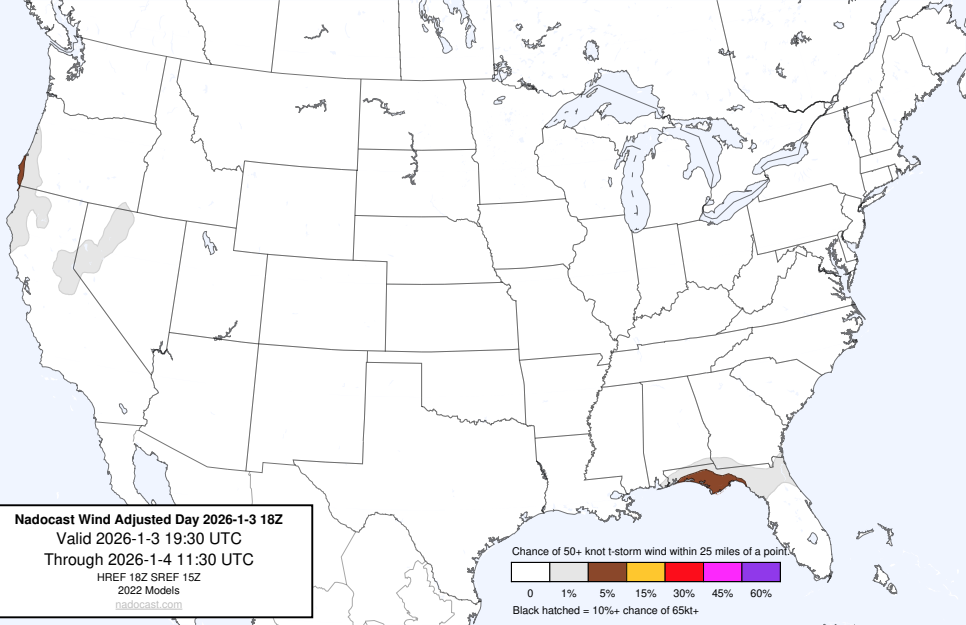 Nadocast Wind Adjusted Day 2026-1-3 18Z
Valid 2026-1-3 19:30 UTC
Through 2026-1-4 11:30 UTC
HREF 18Z SREF 15Z
2022 Models
nadocast.com
Chance of 50+ knot t-storm wind within 25 miles of a point.
0 1% 5% 15% 30% 45% 60%
Black hatched = 10%+ chance of 65kt+